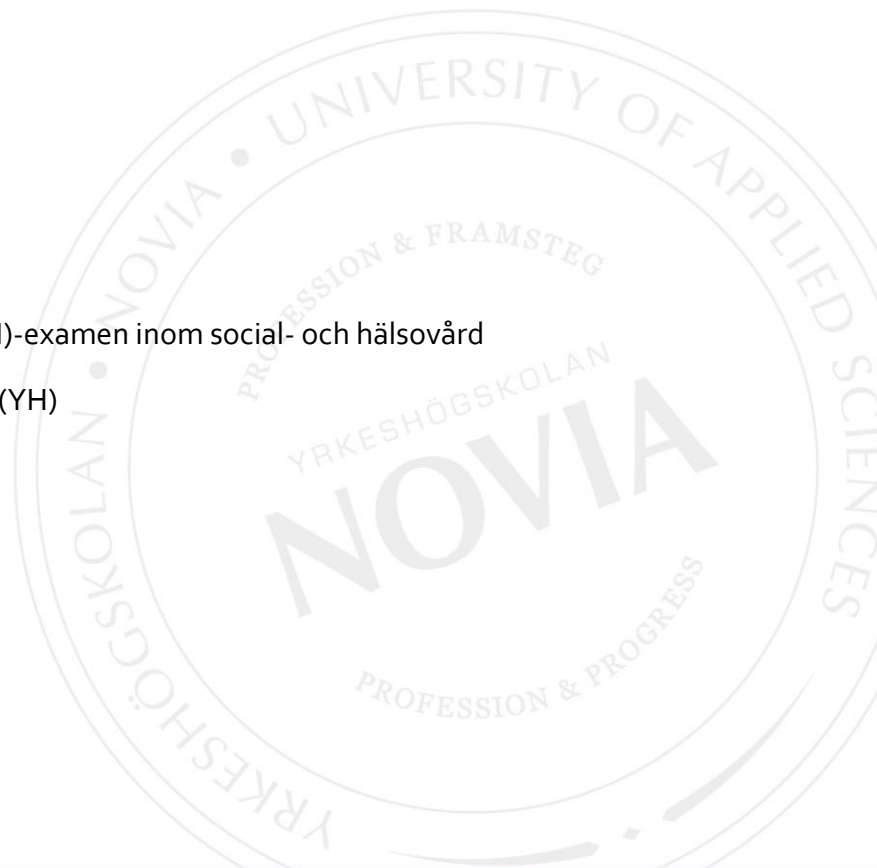 )-examen inom social- och hälsovård
(YH)
YRKESHÖGSKOLAN • NOVIA • UNIVERSITY OF APPLIED SCIENCES
PROFESSION & FRAMSTEG
YRKESHÖGSKOLAN
NOVIA
PROFESSION & PROGRESS